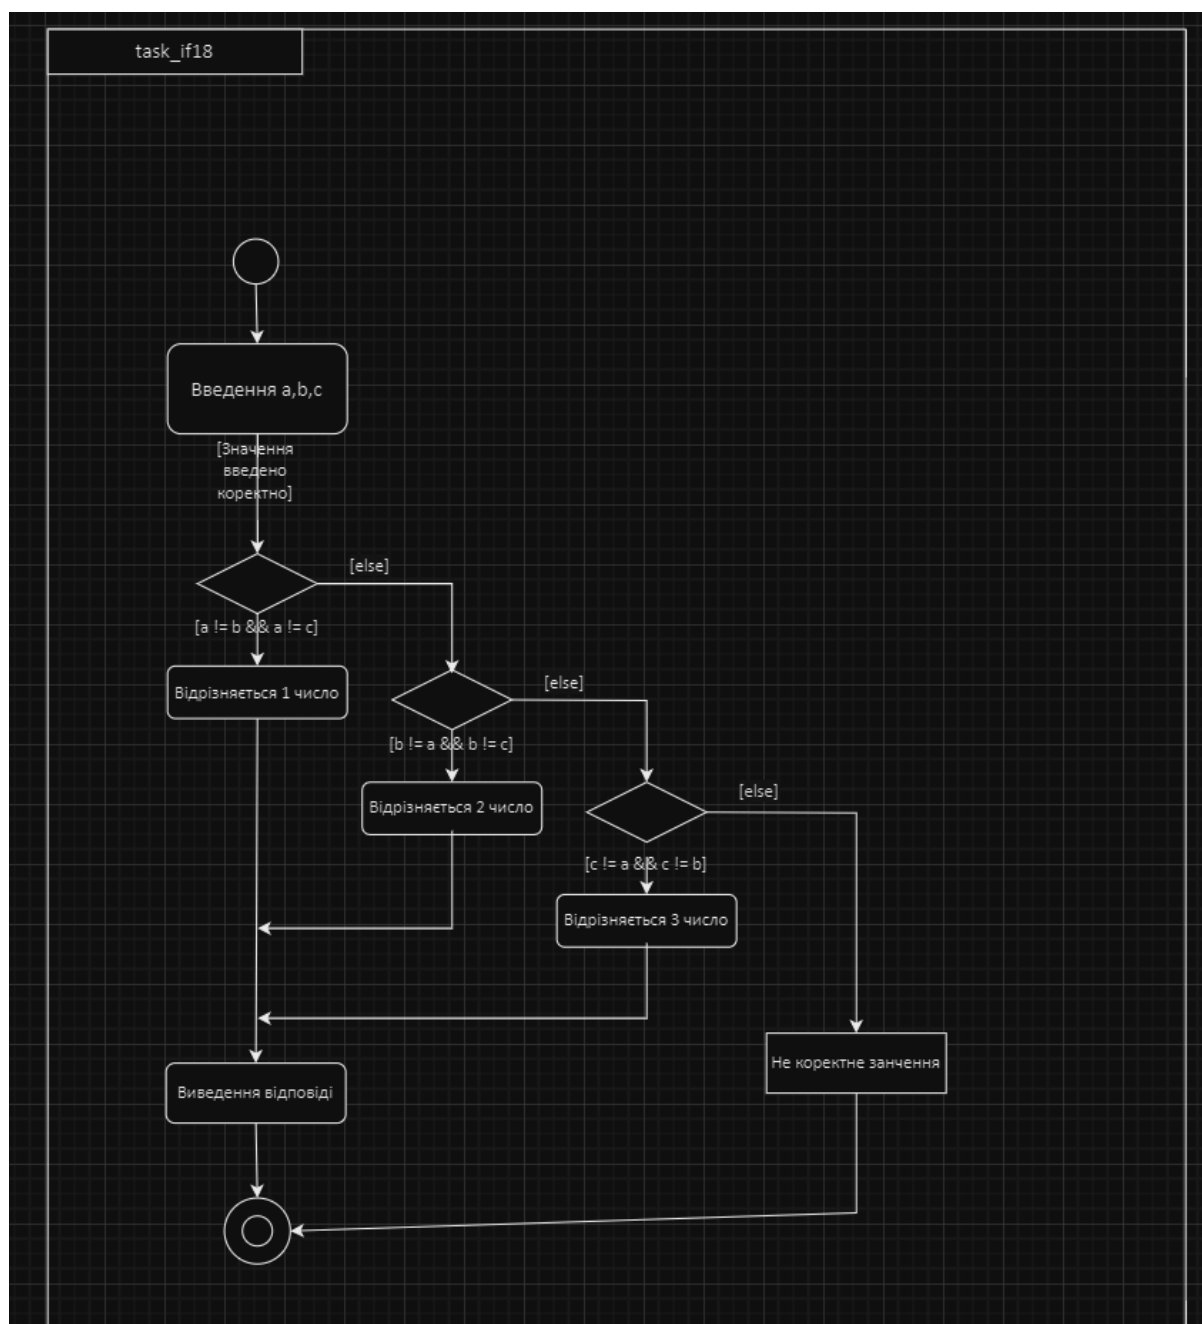 task_if18
Введення a,b,c
[Значення
введено
коректно]
[else]
[a != b && a != c]
Відрізняється 1 число
[else]
[b != a && b != c]
Відрізняється 2 число
[else]
[c != a && c != b]
Відрізняється 3 число
Не коректне занчення
Виведення відповіді